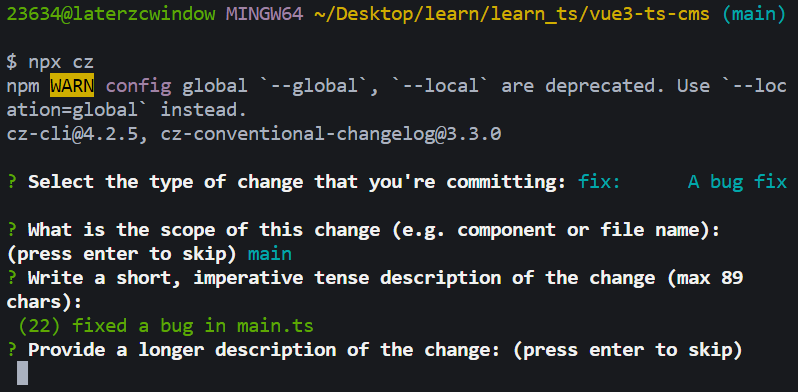 23634@laterzcwindow MINGW64 ~/Desktop/learn/learn_ts/vue3-ts-cms (main)
$ npx cz
npm WARN config global `--global`, `--local` are deprecated. Use `--loc
ation=global` instead.
cz-cli@4.2.5, cz-conventional-changelog@3.3.0
? Select the type of change that you're committing: fix:      A bug fix
? What is the scope of this change (e.g. component or file name):
(press enter to skip) main
? Write a short, imperative tense description of the change (max 89
chars):
(22) fixed a bug in main.ts
? Provide a longer description of the change: (press enter to skip)